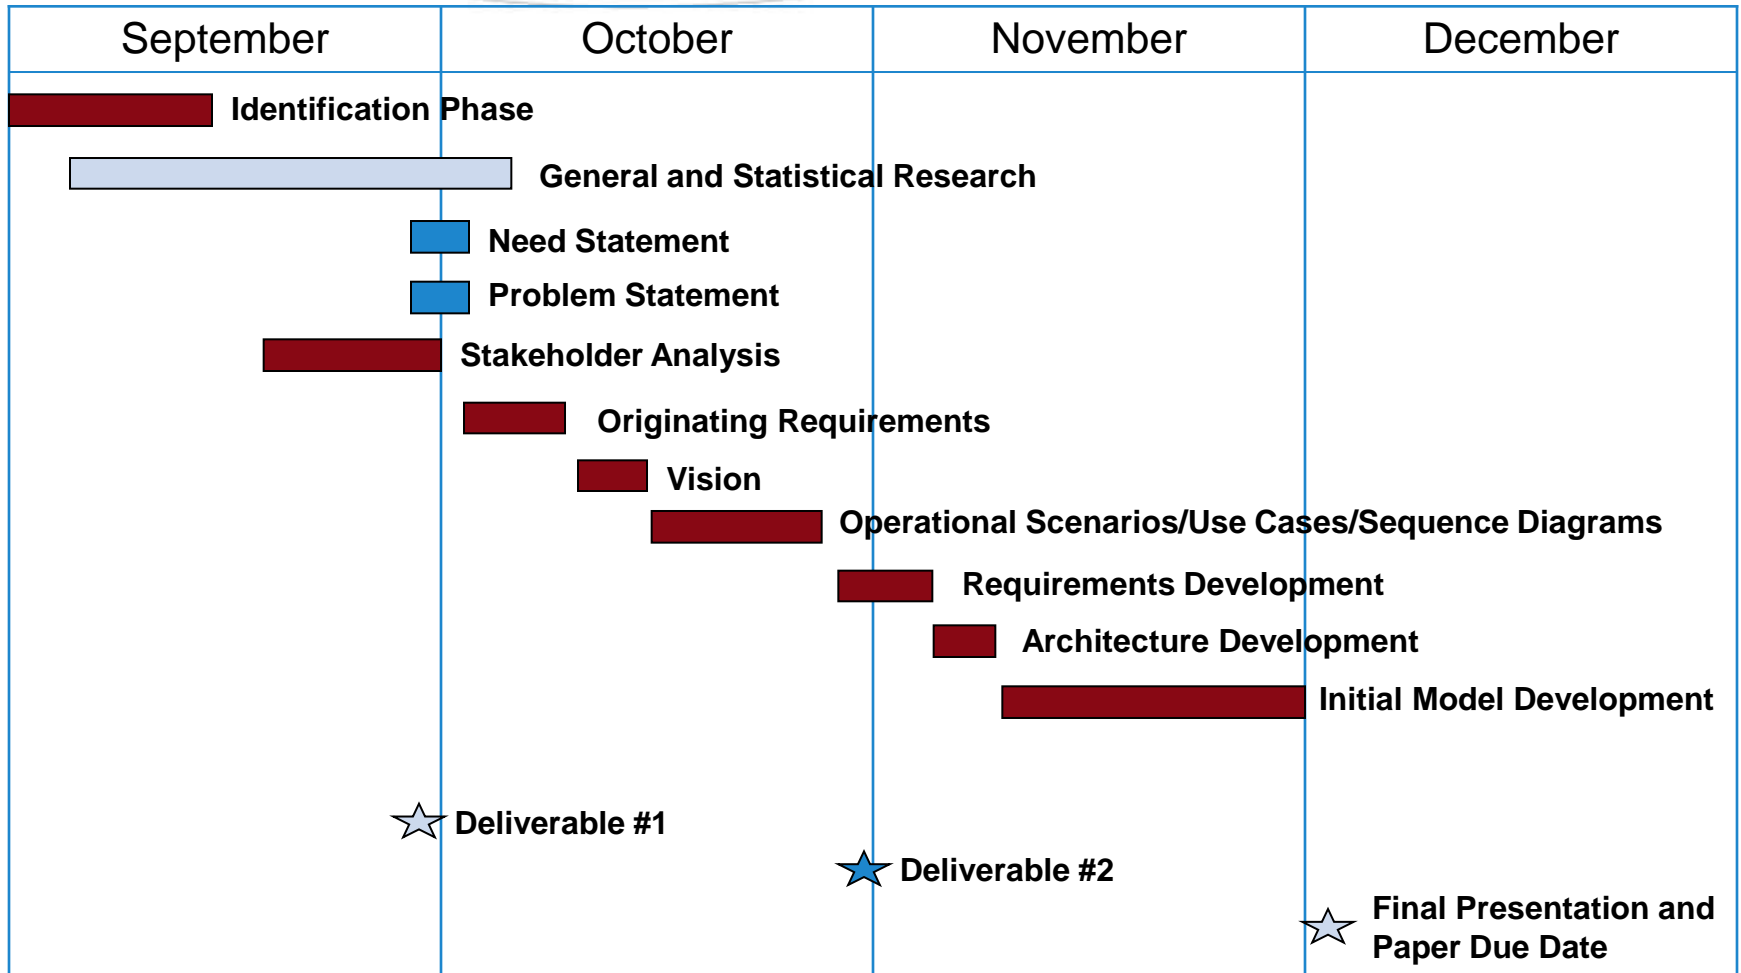 September
October
November
December
Identification Phase
General and Statistical Research
Need Statement
Problem Statement
Stakeholder Analysis
Originating Requirements
Vision
Operational Scenarios/Use Cases/Sequence Diagrams
Requirements Development
Architecture Development
Initial Model Development
Deliverable #1
Deliverable #2
Final Presentation and
Paper Due Date